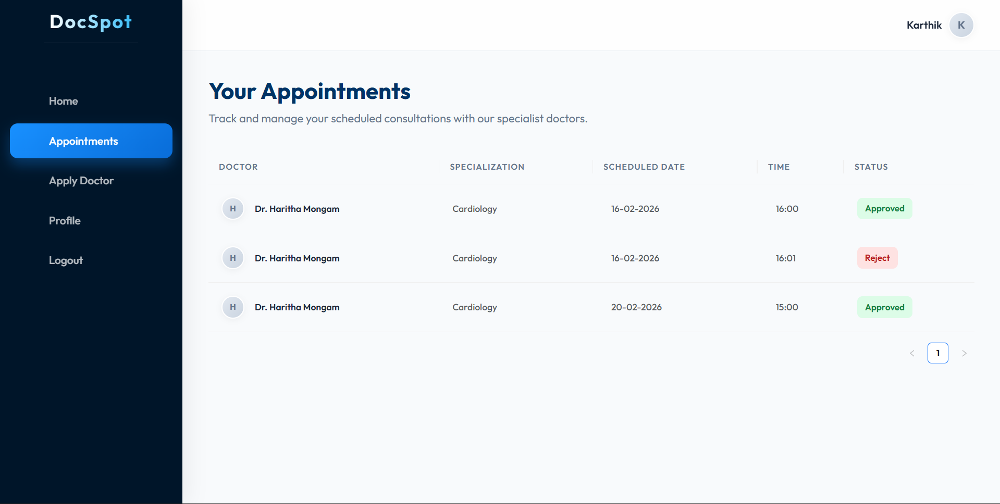 DocSpot
Karthik K
Home
Appointments
Apply Doctor
Profile
Logout
Your Appointments
Track and manage your scheduled consultations with our specialist doctors.
DOCTOR SPECIALIZATION SCHEDULED DATE TIME STATUS
H Dr. Haritha Mongam Cardiology 16-02-2026 16:00 Approved
H Dr. Haritha Mongam Cardiology 16-02-2026 16:01 Reject
H Dr. Haritha Mongam Cardiology 20-02-2026 15:00 Approved
< 1 >